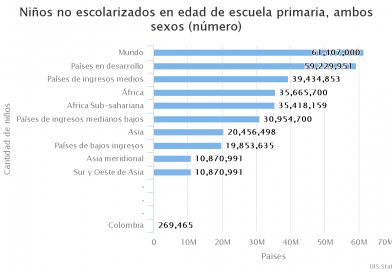 Niños no escolarizados en edad de escuela primaria, ambos
sexos (número)
Cantidad de niños
Mundo 61,407,000
Países en desarrollo 59,229,951
Países de ingresos medios 39,434,853
África 35,665,700
África Sub-sahariana 35,418,159
Países de ingresos medianos bajos 30,954,700
Asia 20,456,498
Países de bajos ingresos 19,853,635
Asia meridional 10,870,991
Sur y Oeste de Asia 10,870,991
.
.
.
Colombia 269,465
0 10M 20M 30M 40M 50M 60M 70M
Países
UIS.Stat